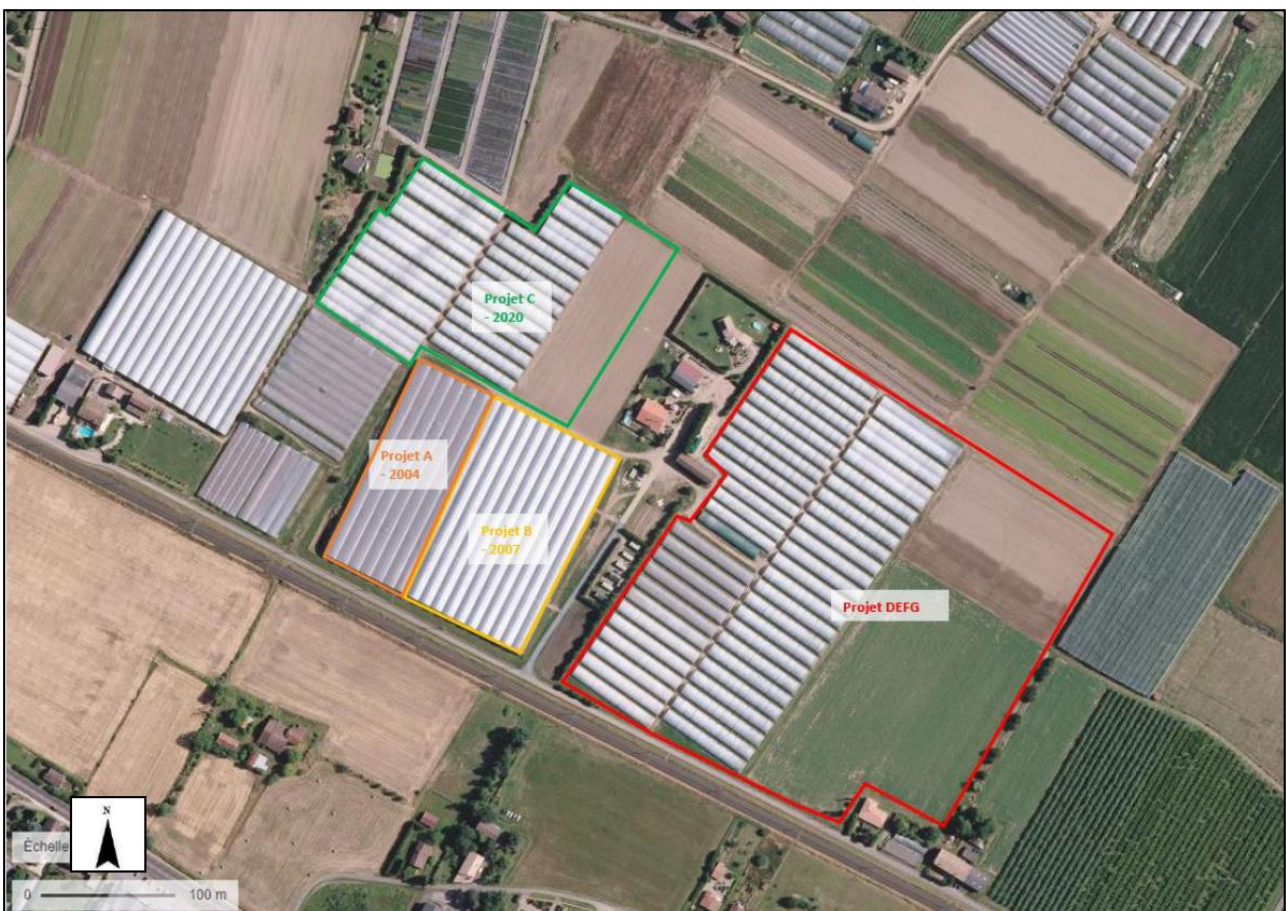 Projet C
- 2020
Projet A
- 2004
Projet B
- 2007
Projet DEFG
N
Échelle
0 100 m